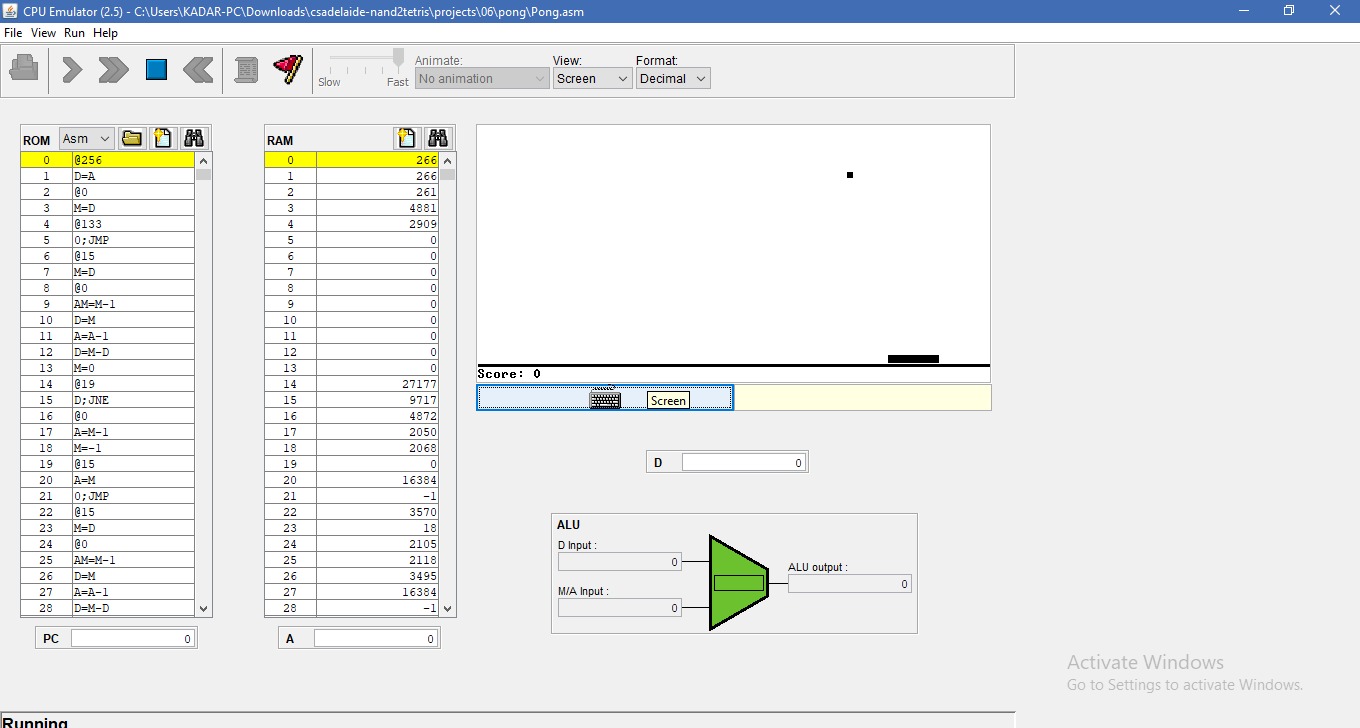 CPU Emulator (2.5) - C:\Users\KADAR-PC\Downloads\csadelaide-nand2tetris\projects\06\pong\Pong.asm
File View Run Help
Slow Fast
Animate:
No animation
View:
Screen
Format:
Decimal
ROM Asm
0 @256
1 D=A
2 @0
3 M=D
4 @133
5 0;JMP
6 @15
7 M=D
8 @0
9 AM=M-1
10 D=M
11 A=A-1
12 D=M-D
13 M=0
14 @19
15 D;JNE
16 @0
17 A=M-1
18 M=-1
19 @15
20 A=M
21 0;JMP
22 @15
23 M=D
24 @0
25 AM=M-1
26 D=M
27 A=A-1
28 D=M-D
PC 0
RAM
0 266
1 266
2 261
3 4881
4 2909
5 0
6 0
7 0
8 0
9 0
10 0
11 0
12 0
13 0
14 27177
15 9717
16 4872
17 2050
18 2068
19 0
20 16384
21 -1
22 3570
23 18
24 2105
25 2118
26 3495
27 16384
28 -1
A 0
Score: 0
Screen
D 0
ALU
D Input :
0
M/A Input :
0
ALU output :
0
Activate Windows
Go to Settings to activate Windows.
Running